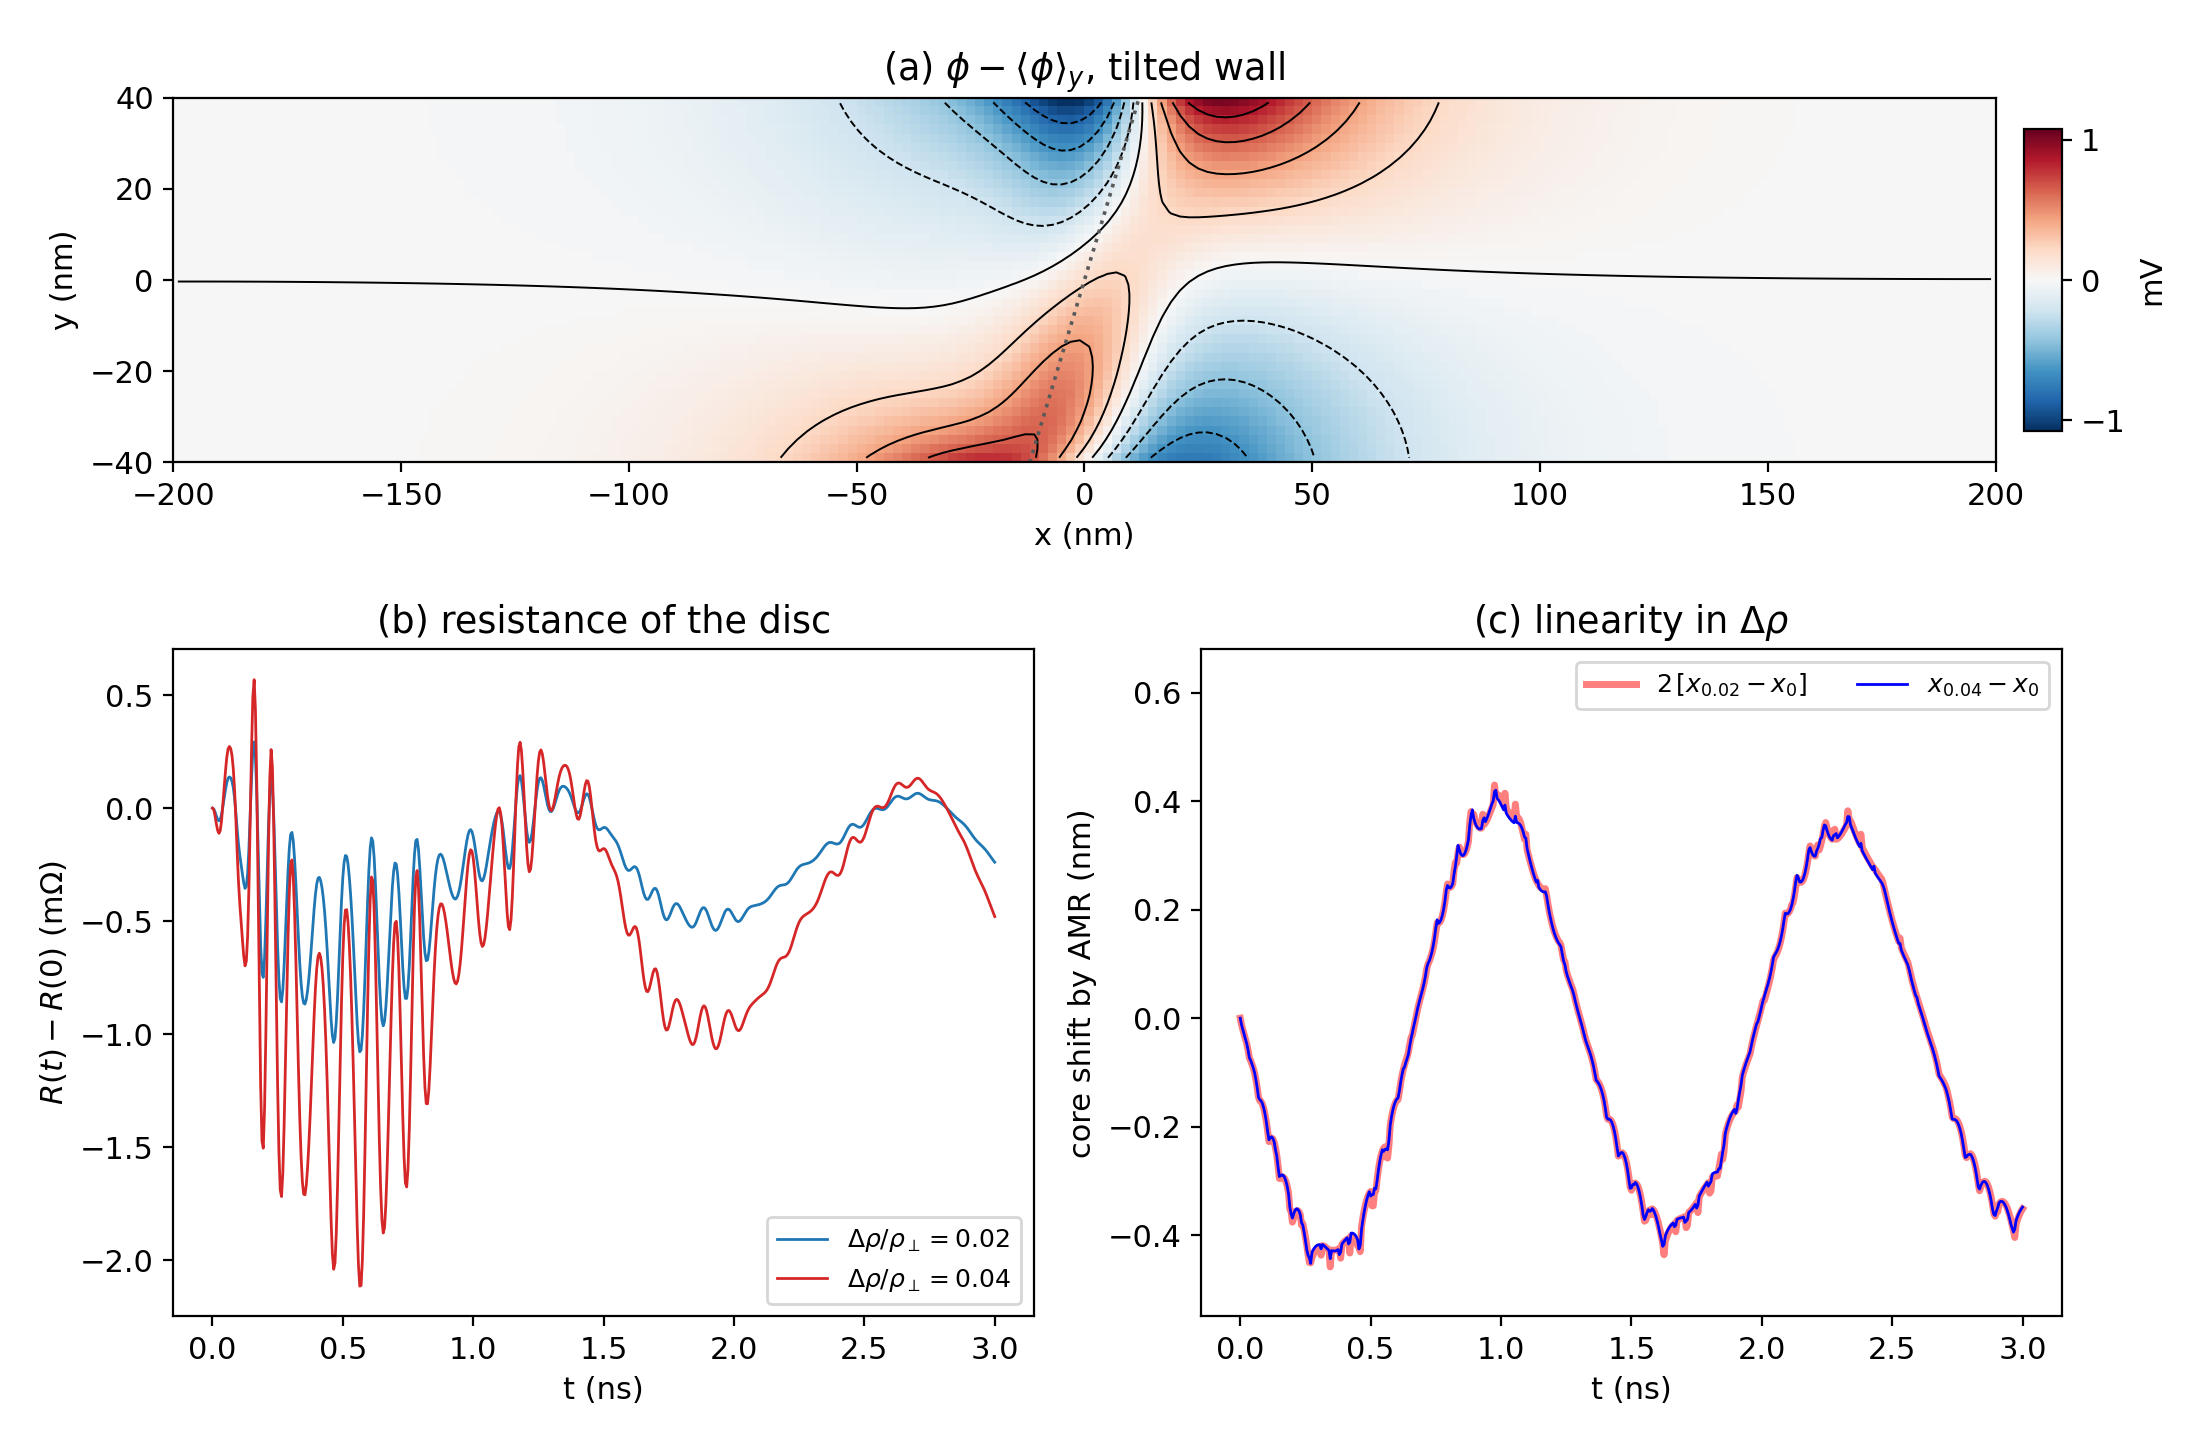 (a) ϕ − ⟨ϕ⟩y, tilted wall
40
20
0
−20
−40
y (nm)
−200 −150 −100 −50 0 50 100 150 200
x (nm)
1
0
−1
mV
(b) resistance of the disc
0.5
0.0
−0.5
−1.0
−1.5
−2.0
R(t) − R(0) (mΩ)
Δρ/ρ⊥ = 0.02
Δρ/ρ⊥ = 0.04
0.0 0.5 1.0 1.5 2.0 2.5 3.0
t (ns)
(c) linearity in Δρ
2 [x0.02 − x0] x0.04 − x0
0.6
0.4
0.2
0.0
−0.2
−0.4
core shift by AMR (nm)
0.0 0.5 1.0 1.5 2.0 2.5 3.0
t (ns)